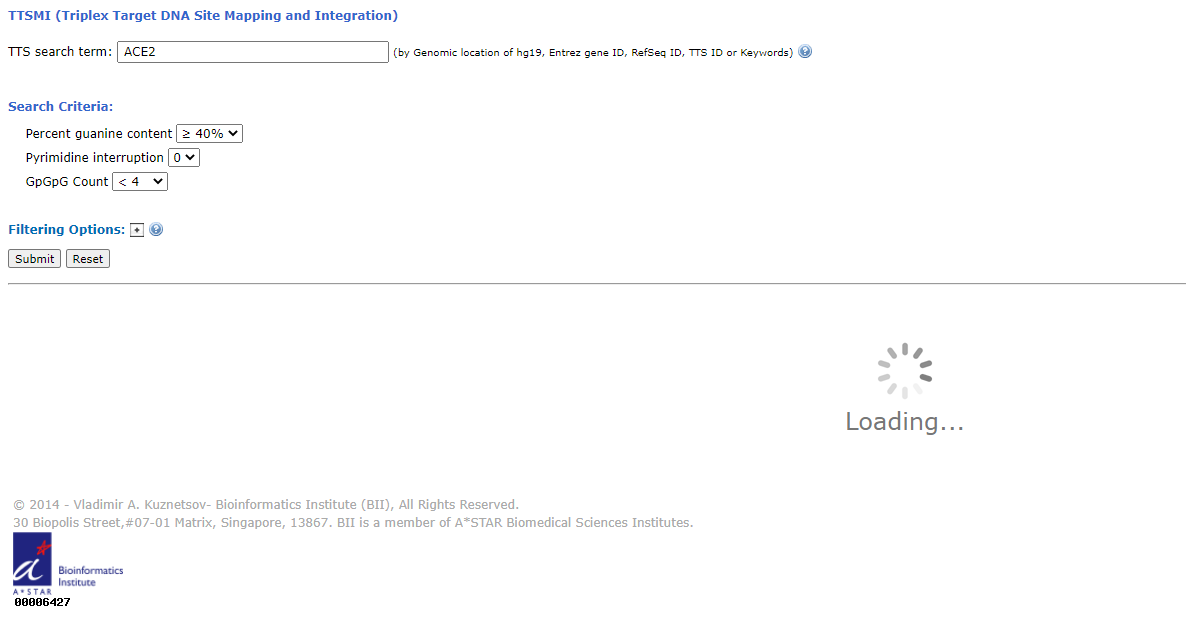 TTSMI (Triplex Target DNA Site Mapping and Integration)
TTS search term: ACE2 (by Genomic location of hg19, Entrez gene ID, RefSeq ID, TTS ID or Keywords) ?
Search Criteria:
Percent guanine content ≥ 40%
Pyrimidine interruption 0
GpGpG Count < 4
Filtering Options: + ?
Submit Reset
Loading...
© 2014 - Vladimir A. Kuznetsov- Bioinformatics Institute (BII), All Rights Reserved.
30 Biopolis Street,#07-01 Matrix, Singapore, 13867. BII is a member of A*STAR Biomedical Sciences Institutes.
a
Bioinformatics
Institute
A*STAR
00006427